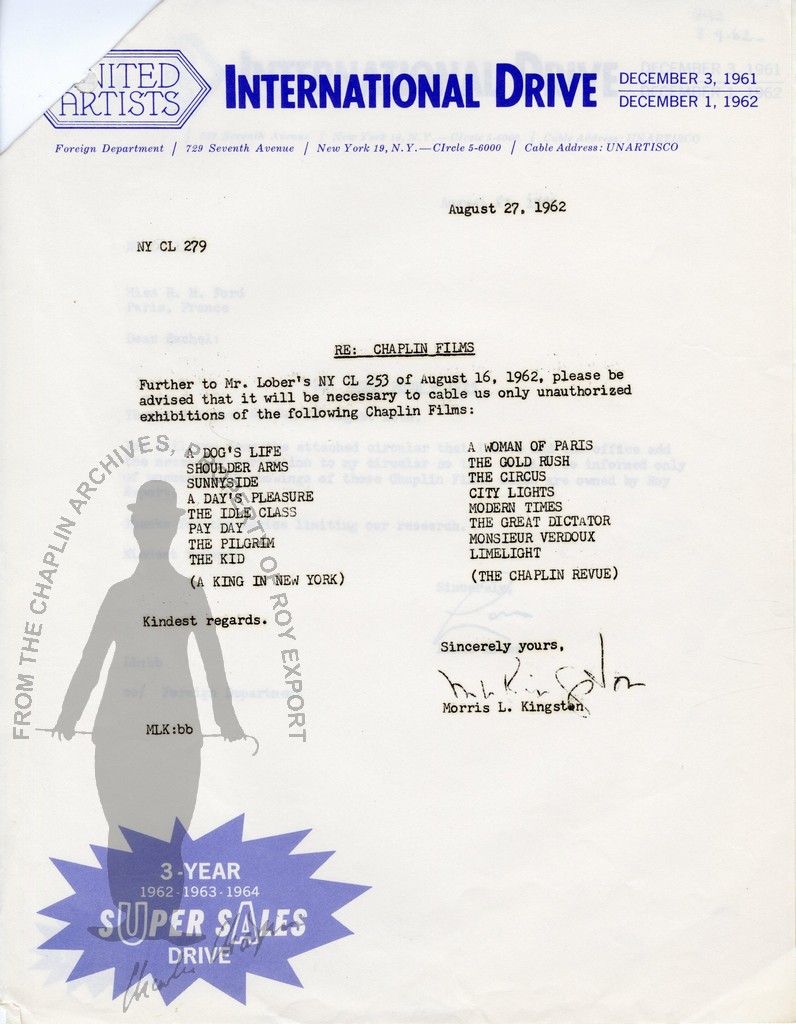 UNITED
ARTISTS
INTERNATIONAL DRIVE
DECEMBER 3, 1961
DECEMBER 1, 1962
Foreign Department / 729 Seventh Avenue / New York 19, N. Y.—CIrcle 5-6000 / Cable Address: UNARTISCO
August 27, 1962
NY CL 279
RE: CHAPLIN FILMS
Further to Mr. Lober's NY CL 253 of August 16, 1962, please be
advised that it will be necessary to cable us only unauthorized
exhibitions of the following Chaplin Films:
A DOG'S LIFE
SHOULDER ARMS
SUNNYSIDE
A DAY'S PLEASURE
THE IDLE CLASS
PAY DAY
THE PILGRIM
THE KID
(A KING IN NEW YORK)
A WOMAN OF PARIS
THE GOLD RUSH
THE CIRCUS
CITY LIGHTS
MODERN TIMES
THE GREAT DICTATOR
MONSIEUR VERDOUX
LIMELIGHT
(THE CHAPLIN REVUE)
Kindest regards.
Sincerely yours,
Morris L. Kingston
MLK:bb
FROM THE CHAPLIN ARCHIVES, PROPERTY OF ROY EXPORT
3-YEAR
1962-1963-1964
SUPER SALES
DRIVE
Charles Chaplin